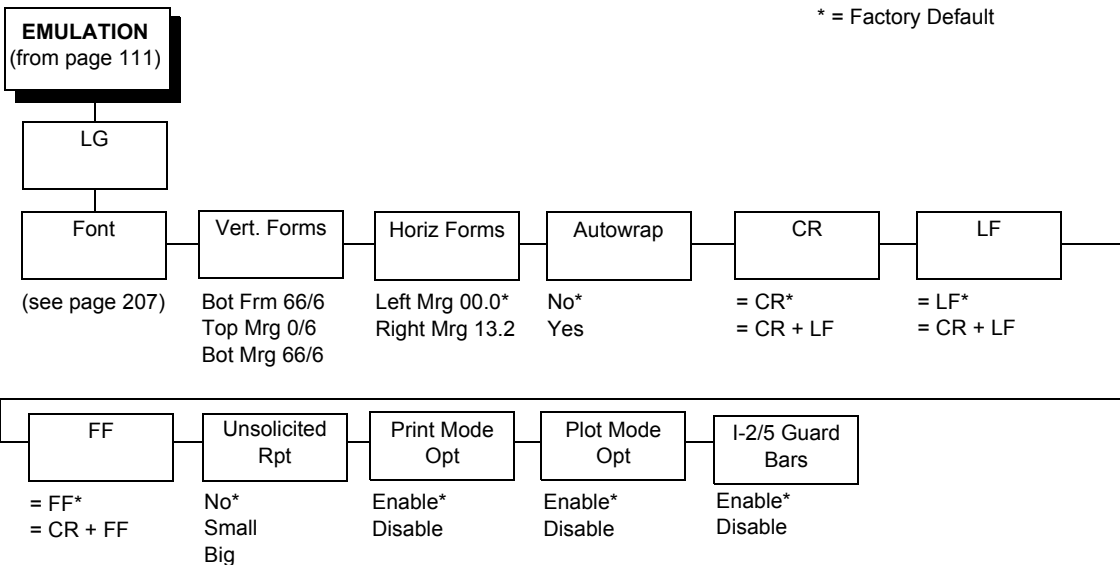 * = Factory Default
EMULATION
(from page 111)
LG
Font
(see page 207)
Vert. Forms
Bot Frm 66/6
Top Mrg 0/6
Bot Mrg 66/6
Horiz Forms
Left Mrg 00.0*
Right Mrg 13.2
Autowrap
No*
Yes
CR
= CR*
= CR + LF
LF
= LF*
= CR + LF
FF
= FF*
= CR + FF
Unsolicited
Rpt
No*
Small
Big
Print Mode
Opt
Enable*
Disable
Plot Mode
Opt
Enable*
Disable
I-2/5 Guard
Bars
Enable*
Disable